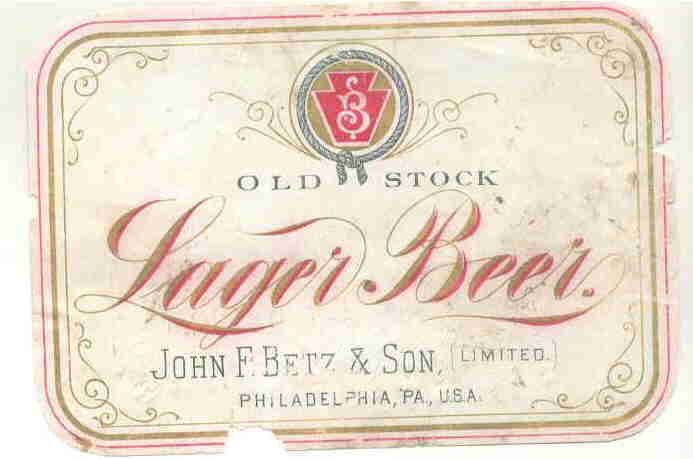 B
OLD STOCK
Lager Beer.
JOHN F. BETZ & SON, [LIMITED.]
PHILADELPHIA, PA., U.S.A.